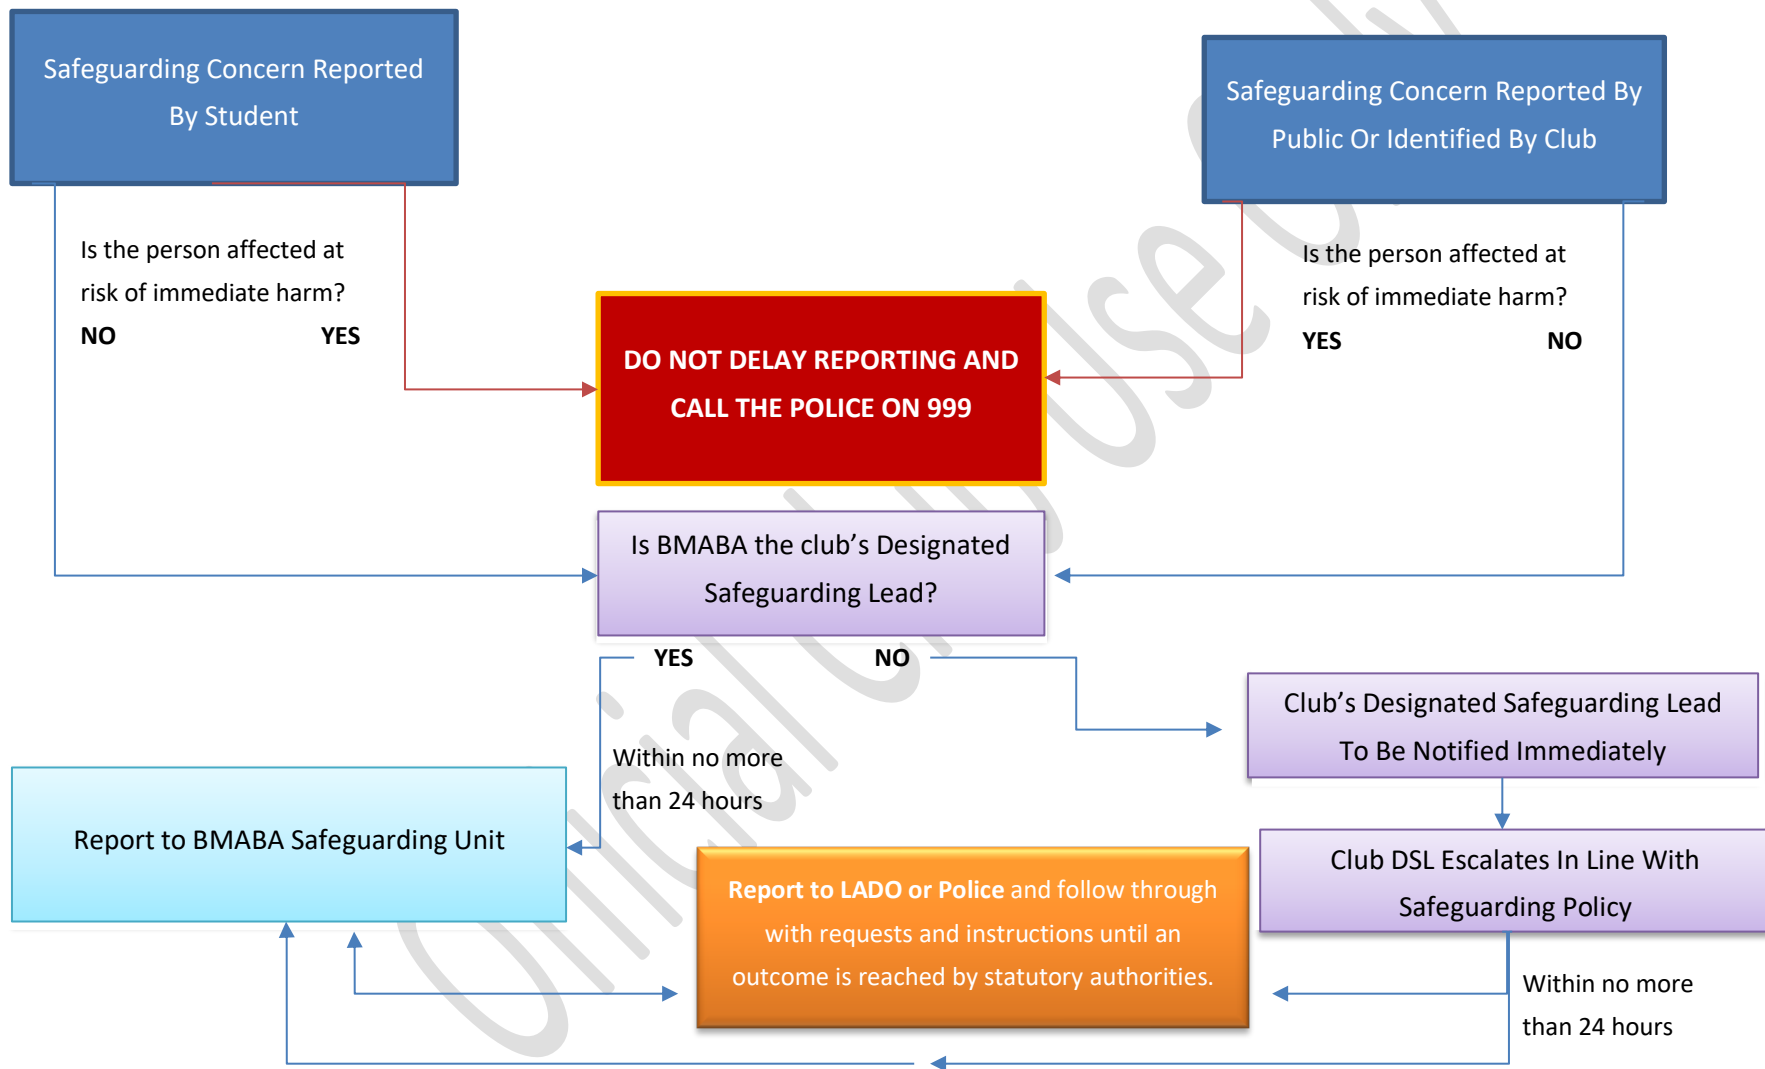 Safeguarding Concern Reported
By Student
Safeguarding Concern Reported By
Public Or Identified By Club
Is the person affected at
risk of immediate harm?
NO YES
Is the person affected at
risk of immediate harm?
YES NO
DO NOT DELAY REPORTING AND
CALL THE POLICE ON 999
Is BMABA the club’s Designated
Safeguarding Lead?
YES NO
Club’s Designated Safeguarding Lead
To Be Notified Immediately
Within no more
than 24 hours
Report to BMABA Safeguarding Unit
Club DSL Escalates In Line With
Safeguarding Policy
Report to LADO or Police and follow through
with requests and instructions until an
outcome is reached by statutory authorities.
Within no more
than 24 hours
Official Use Only